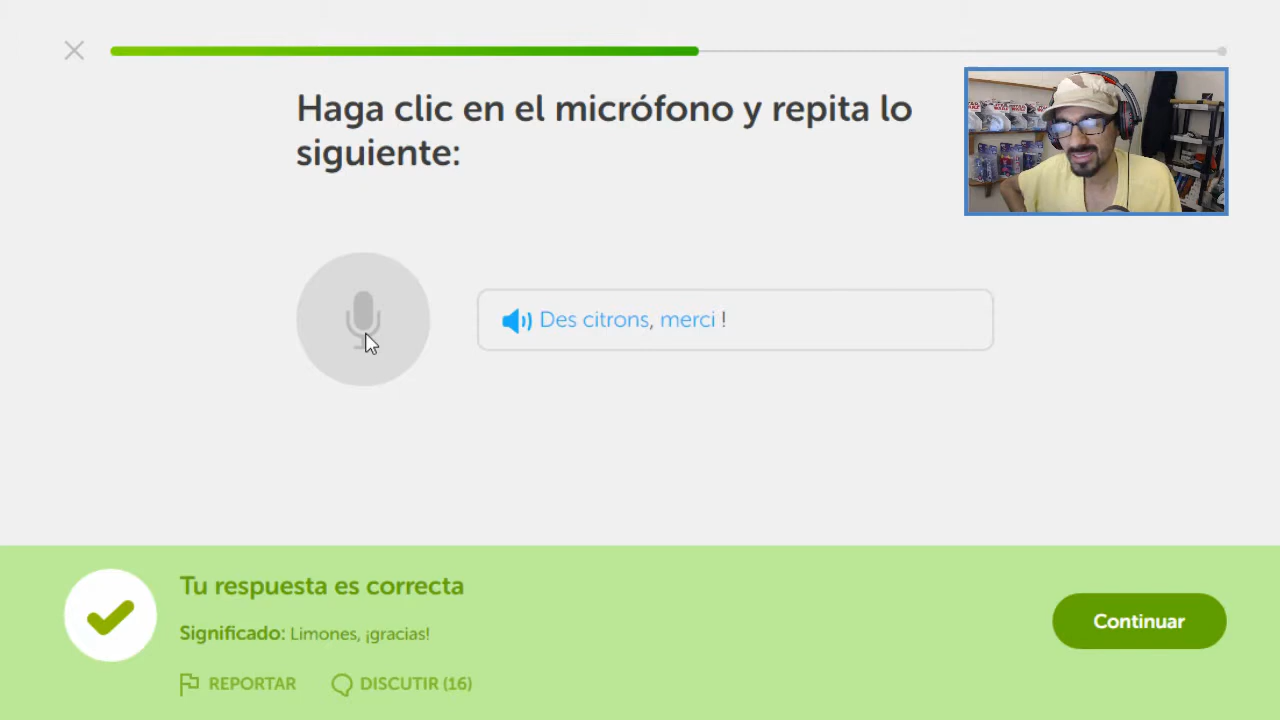 Haga clic en el micrófono y repita lo
siguiente:
Des citrons, merci !
Tu respuesta es correcta
Significado: Limones, ¡gracias!
REPORTAR
DISCUTIR (16)
Continuar